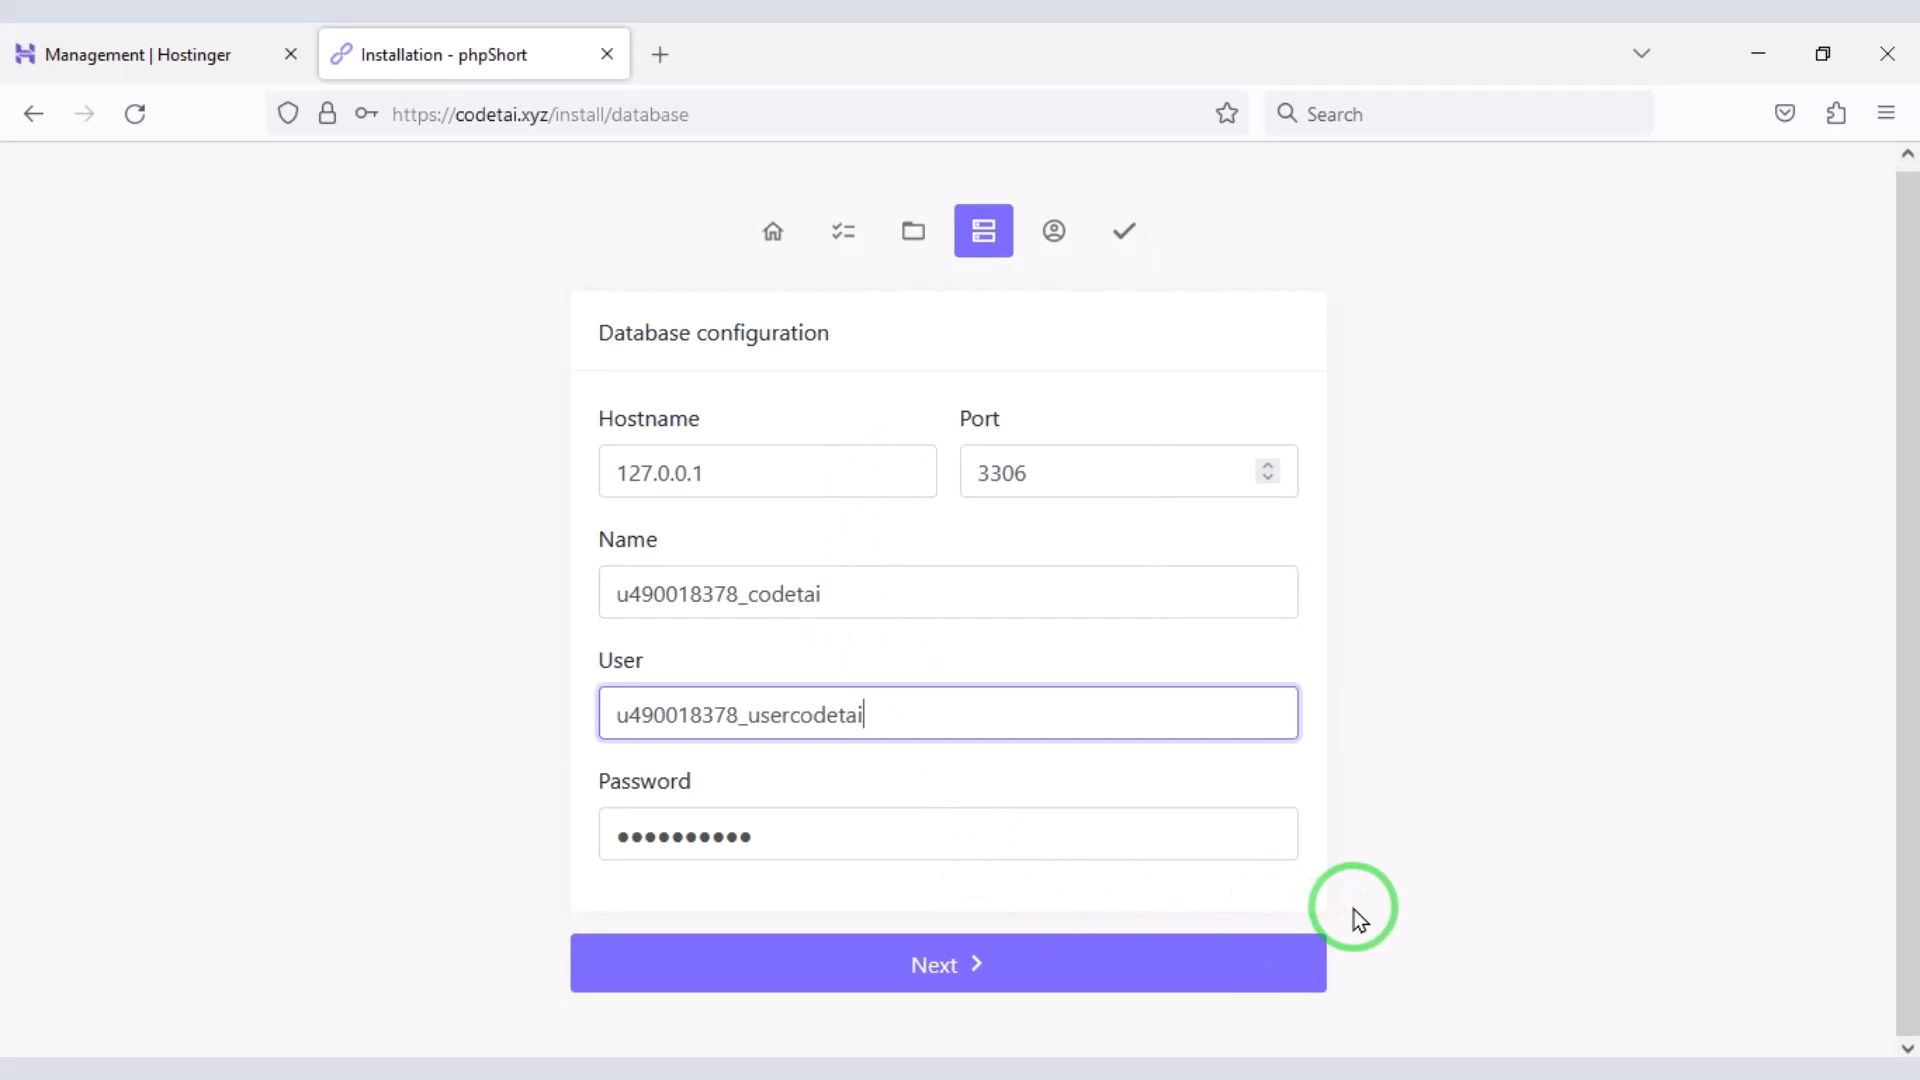 Management | Hostinger
Installation - phpShort
https://codetai.xyz/install/database
Search
Database configuration
Hostname
Port
127.0.0.1
3306
Name
u490018378_codetai
User
u490018378_usercodetai
Password
●●●●●●●●●●
Next